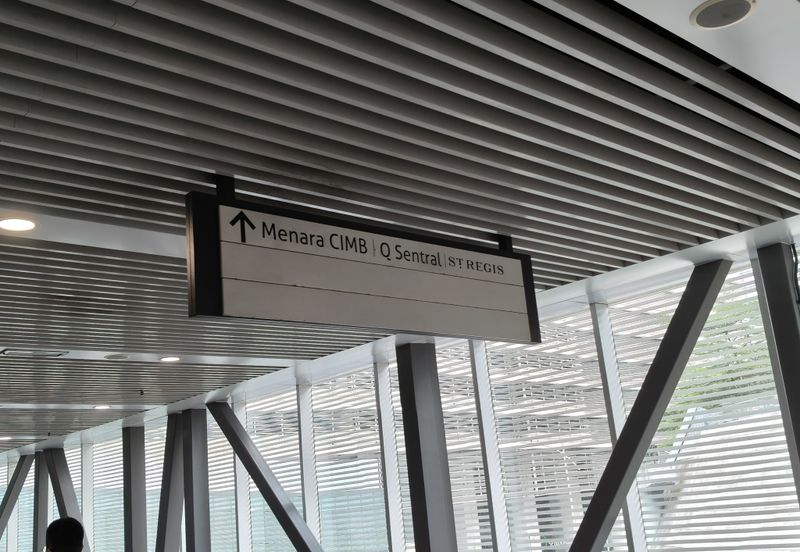 ↑ Menara CIMB | Q Sentral | ST REGIS